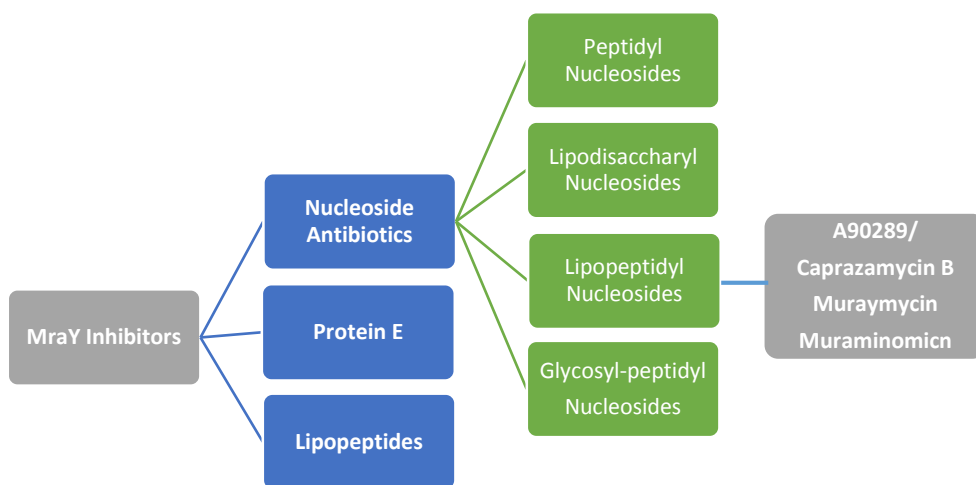 MraY Inhibitors
Nucleoside
Antibiotics
Protein E
Lipopeptides
Peptidyl
Nucleosides
Lipodisaccharyl
Nucleosides
Lipopeptidyl
Nucleosides
Glycosyl-peptidyl
Nucleosides
A90289/
Caprazamycin B
Muraymycin
Muraminomicn